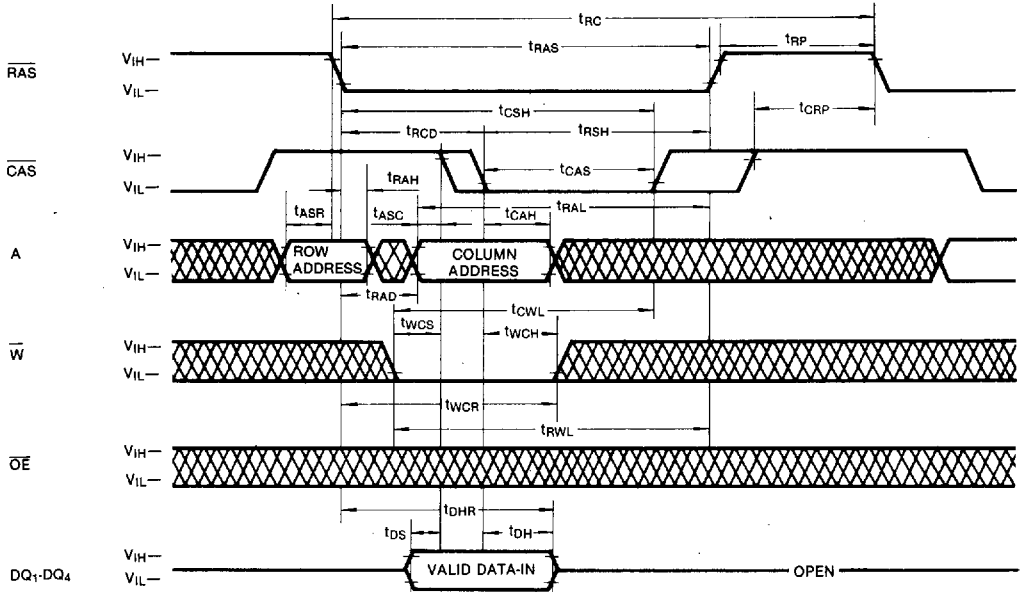 tRC
tRAS
tRP
RAS
VIH
VIL
tCSH
tCRP
tRCD
tRSH
CAS
VIH
VIL
tCAS
tRAH
tRAL
tASR
tASC
tCAH
A
VIH
VIL
ROW
ADDRESS
COLUMN
ADDRESS
tRAD
tCWL
tWCS
tWCH
W
VIH
VIL
tWCR
tRWL
OE
VIH
VIL
tDHR
tDS
tDH
DQ1-DQ4
VIH
VIL
VALID DATA-IN
OPEN